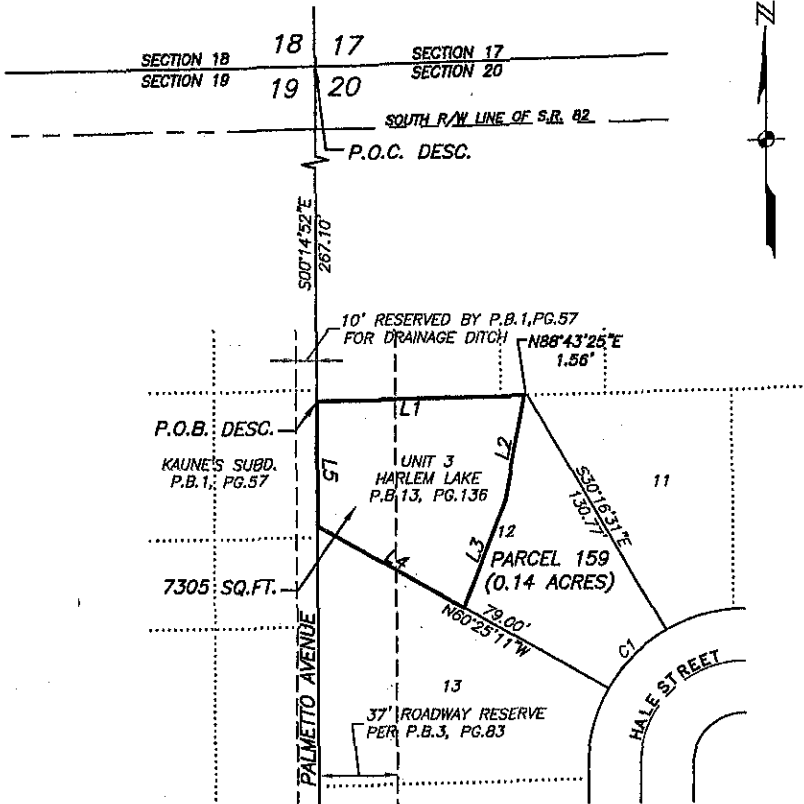 N
SECTION 18
18
17
SECTION 17
SECTION 19
19
20
SECTION 20
SOUTH R/W LINE OF S.R. 82
P.O.C. DESC.
S00°14'52"E
267.10'
10' RESERVED BY P.B.1,PG.57
FOR DRAINAGE DITCH
N88°43'25"E
1.56'
L1
P.O.B. DESC.
KAUNE'S SUBD.
P.B.1, PG.57
L5
UNIT 3
HARLEM LAKE
P.B.13, PG.136
L2
S30°16'31"E
130.77'
11
L3
12
L4
PARCEL 159
(0.14 ACRES)
7305 SQ.FT.
79.00'
N60°25'11"W
C1
HALE STREET
PALMETTO AVENUE
13
37' ROADWAY RESERVE
PER P.B.3, PG.83